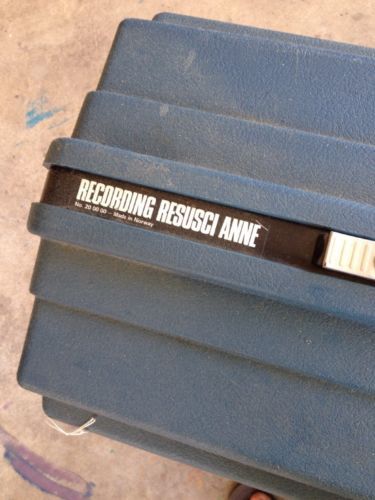 RECORDING RESUSCI ANNE
No. 20 00 00 – Made in Norway